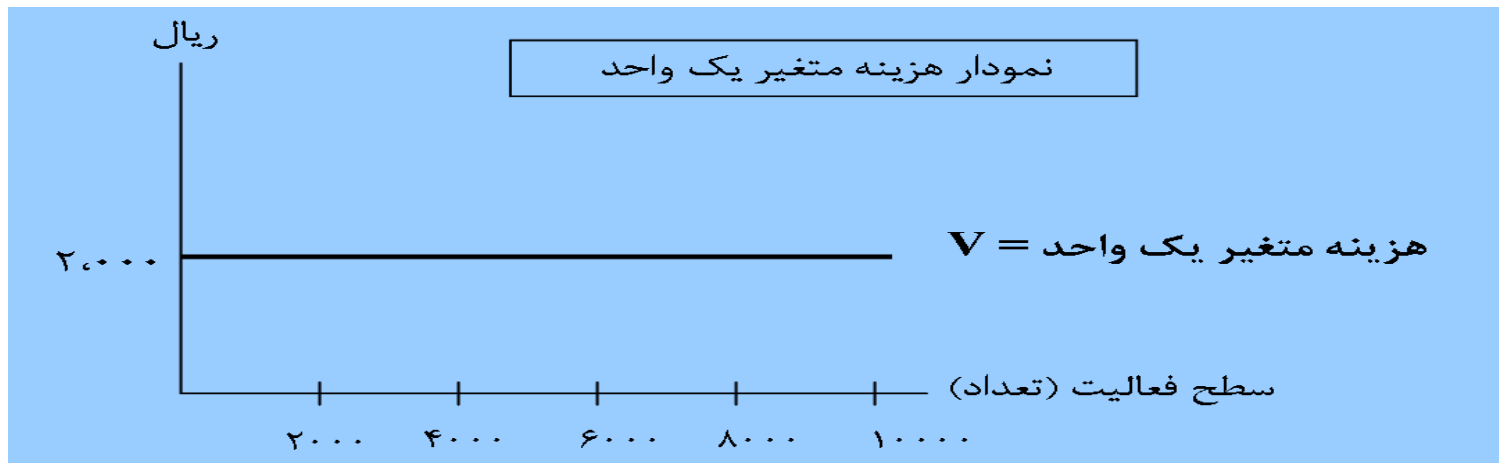 ریال
نمودار هزینه متغیر یک واحد
هزینه متغیر یک واحد = V
۲،۰۰۰
سطح فعالیت (تعداد)
۲۰۰۰ ۴۰۰۰ ۶۰۰۰ ۸۰۰۰ ۱۰۰۰۰